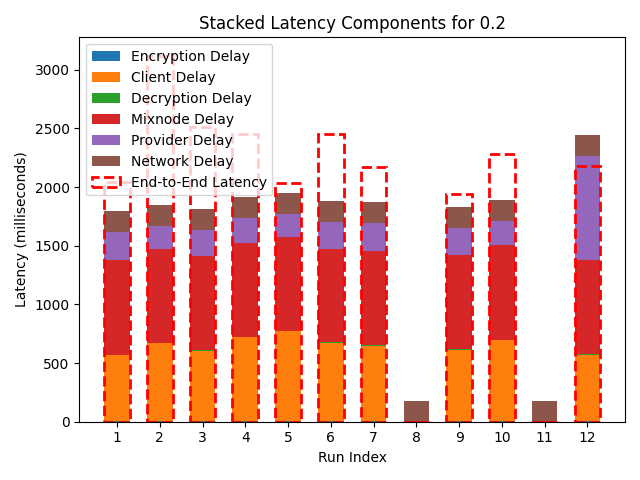 Stacked Latency Components for 0.2
Latency (milliseconds)
3000
2500
2000
1500
1000
500
0
Encryption Delay
Client Delay
Decryption Delay
Mixnode Delay
Provider Delay
Network Delay
End-to-End Latency
1 2 3 4 5 6 7 8 9 10 11 12
Run Index